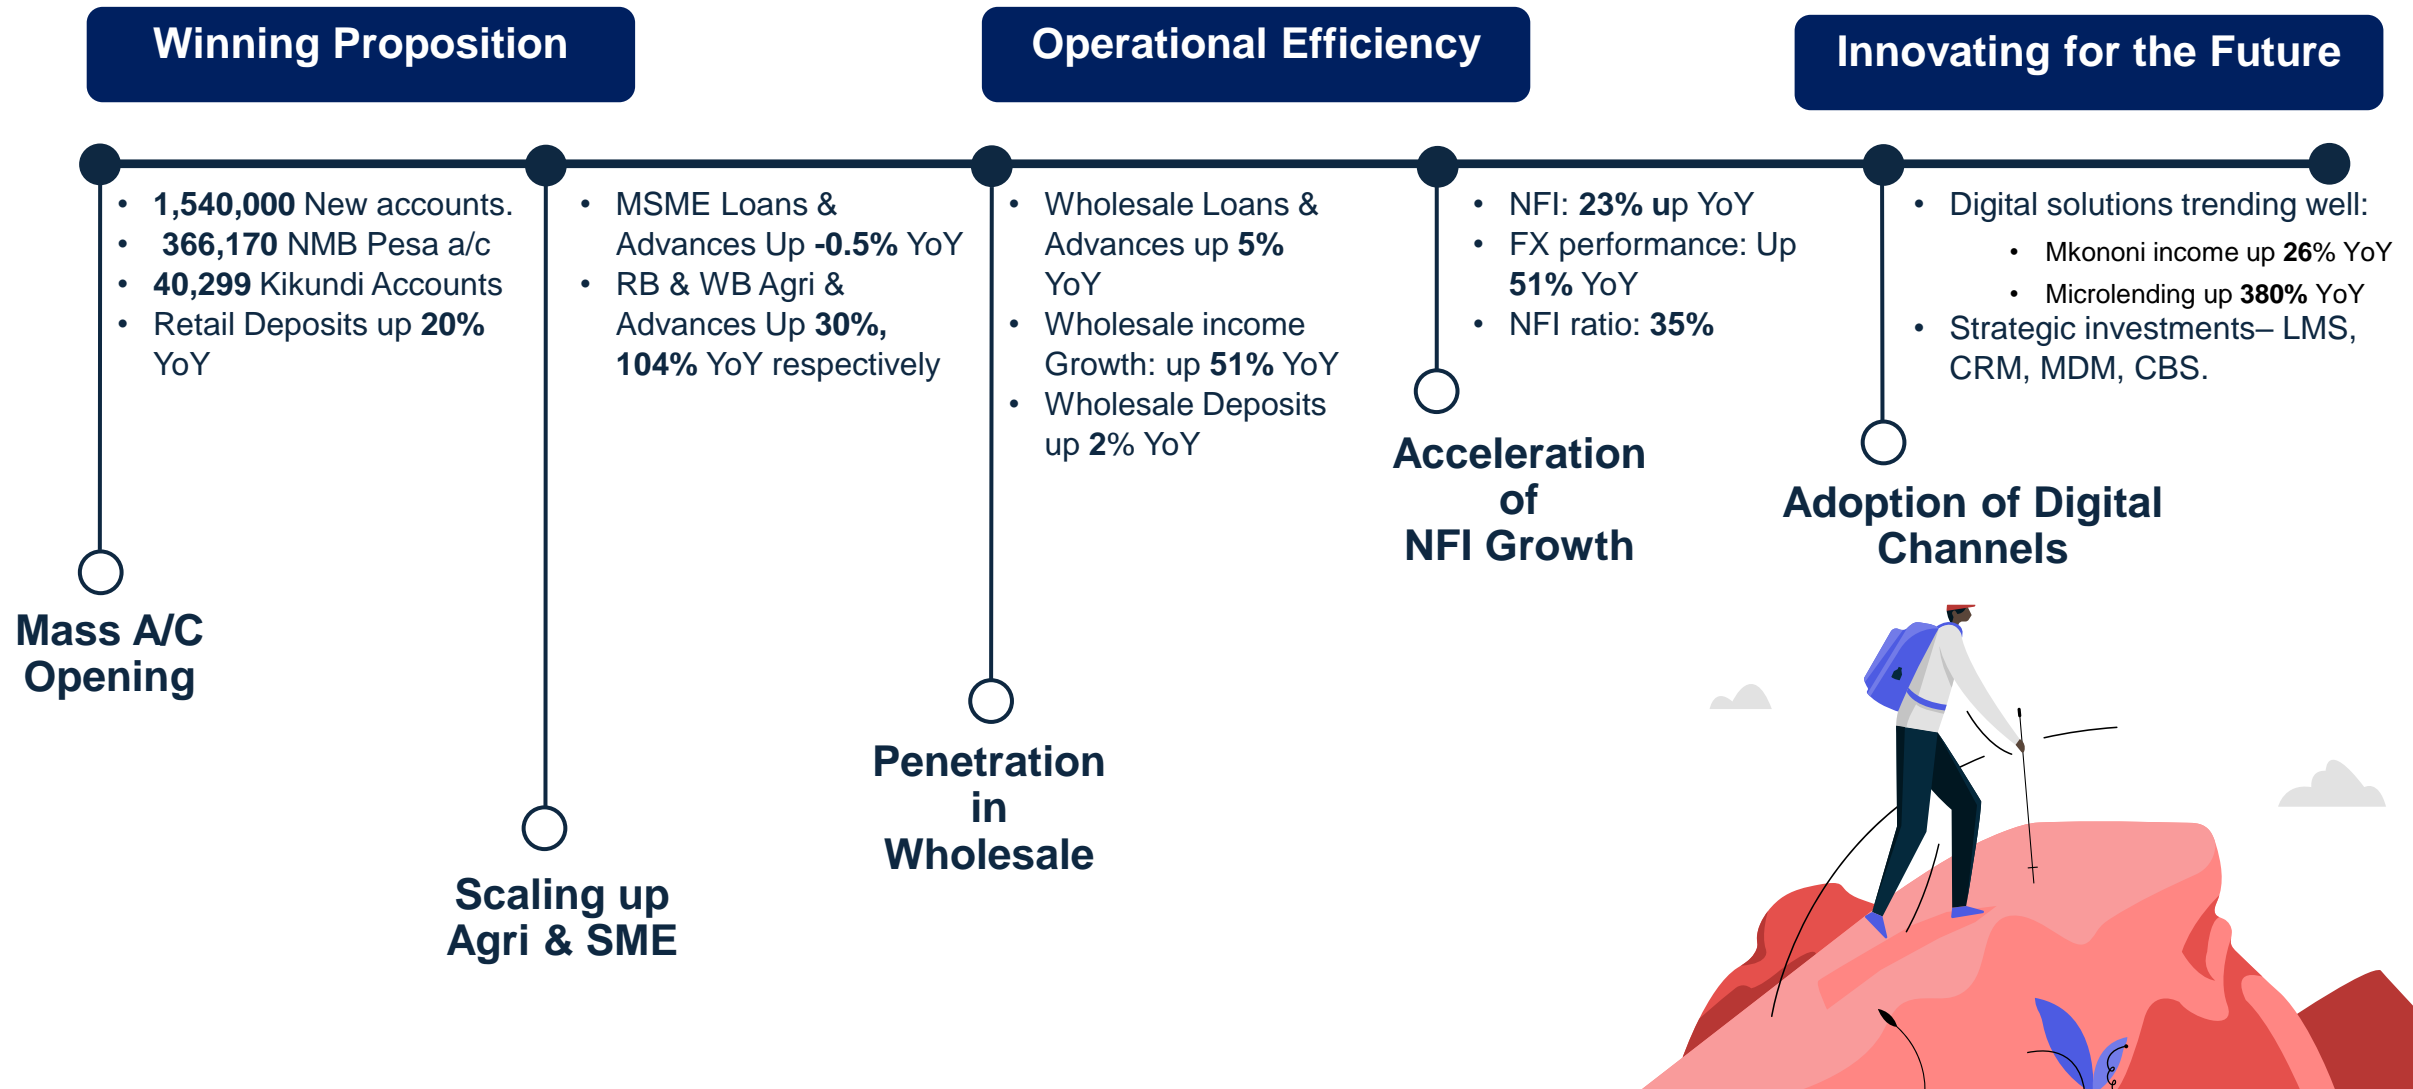 Winning Proposition
Operational Efficiency
Innovating for the Future
• 1,540,000 New accounts.
• 366,170 NMB Pesa a/c
• 40,299 Kikundi Accounts
• Retail Deposits up 20%
YoY
Mass A/C
Opening
• MSME Loans &
Advances Up -0.5% YoY
• RB & WB Agri &
Advances Up 30%,
104% YoY respectively
Scaling up
Agri & SME
• Wholesale Loans &
Advances up 5%
YoY
• Wholesale income
Growth: up 51% YoY
• Wholesale Deposits
up 2% YoY
Penetration
in
Wholesale
• NFI: 23% up YoY
• FX performance: Up
51% YoY
• NFI ratio: 35%
Acceleration
of
NFI Growth
• Digital solutions trending well:
• Mkononi income up 26% YoY
• Microlending up 380% YoY
• Strategic investments– LMS,
CRM, MDM, CBS.
Adoption of Digital
Channels